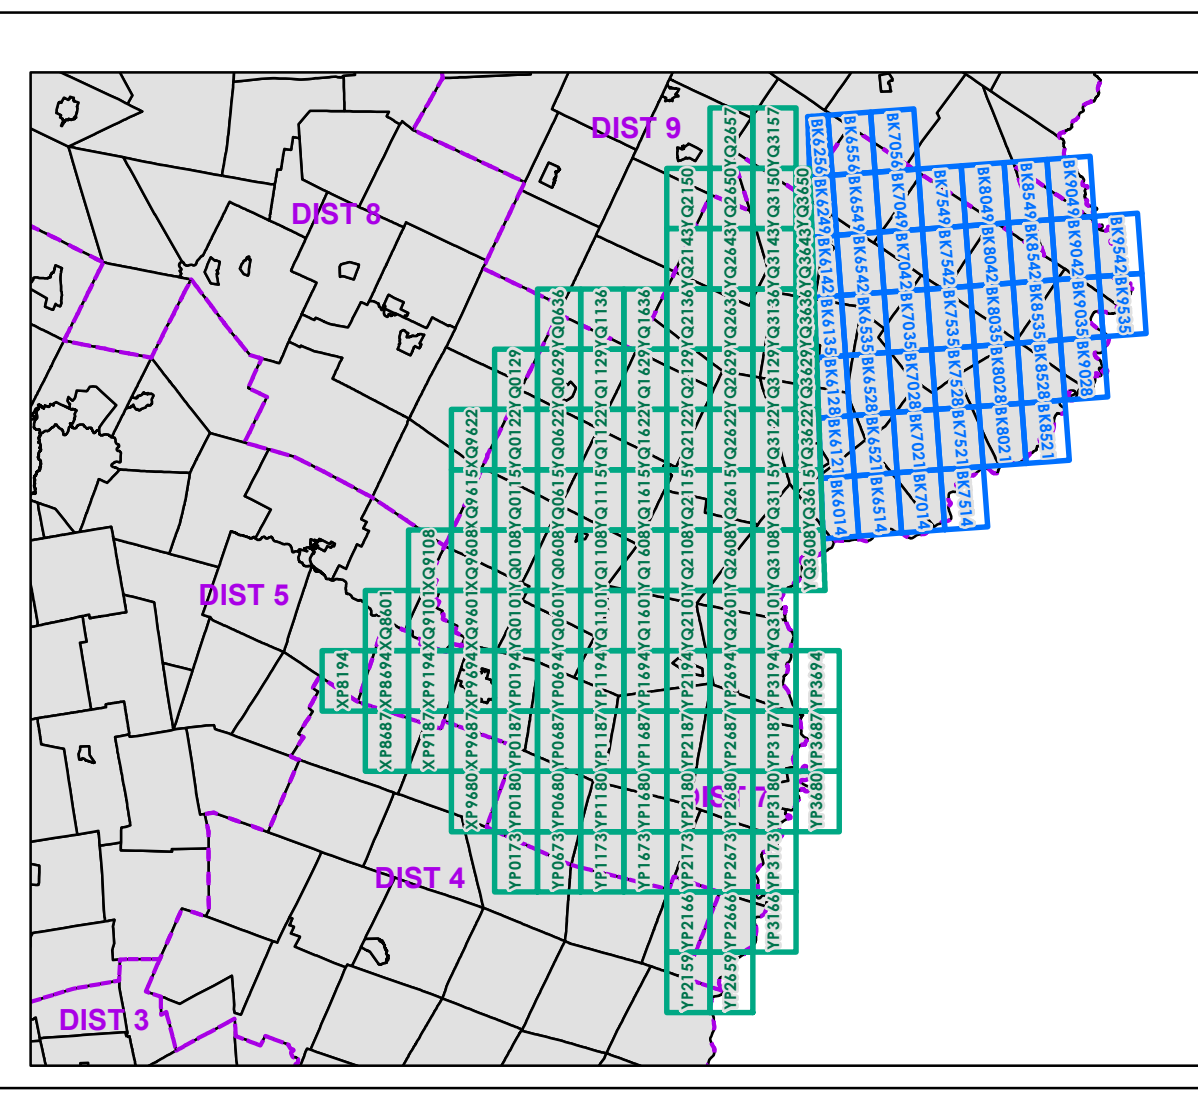 DIST 9
DIST 8
DIST 5
DIST 7
DIST 4
DIST 3
YQ2657 YQ3157
YQ2150 YQ2650 YQ3150 YQ3650
YQ2143 YQ2643 YQ3143 YQ3643
YQ0636 YQ1136 YQ1636 YQ2136 YQ2636 YQ3136 YQ3636
YQ0129 YQ0629 YQ1129 YQ1629 YQ2129 YQ2629 YQ3129 YQ3629
XQ9622 YQ0122 YQ0622 YQ1122 YQ1622 YQ2122 YQ2622 YQ3122 YQ3622
XQ9615 YQ0115 YQ0615 YQ1115 YQ1615 YQ2115 YQ2615 YQ3115 YQ3615
XQ9108 XQ9608 YQ0108 YQ0608 YQ1108 YQ1608 YQ2108 YQ2608 YQ3108 YQ3608
XQ8601 XQ9101 XQ9601 YQ0101 YQ0601 YQ1101 YQ1601 YQ2101 YQ2601 YQ3101
XP8194 XP8694 XP9194 XP9694 YP0194 YP0694 YP1194 YP1694 YP2194 YP2694 YP3194 YP3694
XP8687 XP9187 XP9687 YP0187 YP0687 YP1187 YP1687 YP2187 YP2687 YP3187 YP3687
XP9680 YP0180 YP0680 YP1180 YP1680 YP2180 YP2680 YP3180 YP3680
YP0173 YP0673 YP1173 YP1673 YP2173 YP2673 YP3173
YP2166 YP2666 YP3166
YP2159 YP2659
BK6256 BK6556 BK7056
BK6249 BK6549 BK7049 BK7549 BK8049 BK8549 BK9049
BK6142 BK6542 BK7042 BK7542 BK8042 BK8542 BK9042 BK9542
BK6135 BK6535 BK7035 BK7535 BK8035 BK8535 BK9035 BK9535
BK6128 BK6528 BK7028 BK7528 BK8028 BK8528 BK9028
BK6121 BK6521 BK7021 BK7521 BK8021 BK8521
BK6014 BK6514 BK7014 BK7514